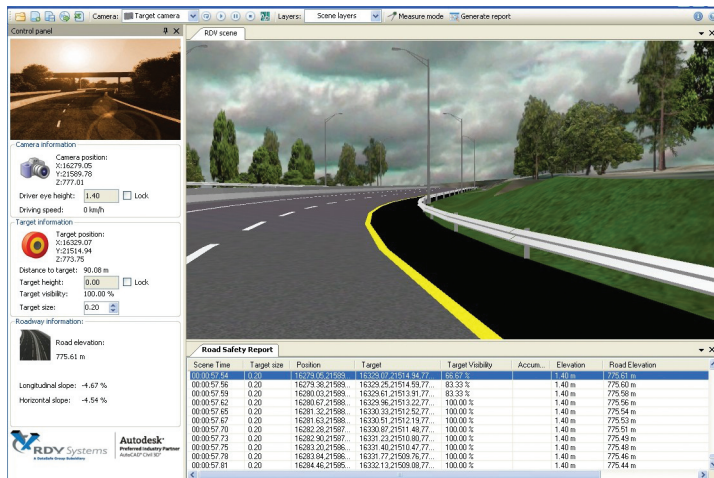 Camera: Target camera Layers: Scene layers Measure mode Generate report
Control panel
RDV scene
Camera information
Camera position:
X:16279.05
Y:21589.78
Z:777.01
Driver eye height: 1.40 Lock
Driving speed: 0 km/h
Target information
Target position:
X:16329.07
Y:21514.94
Z:773.75
Distance to target: 90.08 m
Target height: 0.00 Lock
Target visibility: 100.00 %
Target size: 0.20
Roadway information:
Road elevation:
775.61 m
Longitudinal slope: -4.67 %
Horizontal slope: -4.54 %
RDV Systems
Autodesk
Preferred Industry Partner
AutoCAD Civil 3D
Road Safety Report
Scene Time Target size Position Target Target Visibility Accum... Elevation Road Elevation
00:00:57.54 0.20 16279.05,21589... 16329.07,21514.94,77... 66.67 % 1.40 m 775.61 m
00:00:57.56 0.20 16279.38,21589... 16329.25,21514.59,77... 83.33 % 1.40 m 775.60 m
00:00:57.59 0.20 16280.03,21589... 16329.61,21513.91,77... 83.33 % 1.40 m 775.58 m
00:00:57.62 0.20 16280.67,21588... 16329.96,21513.22,77... 100.00 % 1.40 m 775.56 m
00:00:57.65 0.20 16281.32,21588... 16330.33,21512.52,77... 100.00 % 1.40 m 775.54 m
00:00:57.67 0.20 16281.63,21588... 16330.51,21512.19,77... 100.00 % 1.40 m 775.53 m
00:00:57.70 0.20 16282.28,21587... 16330.87,21511.48,77... 100.00 % 1.40 m 775.51 m
00:00:57.73 0.20 16282.90,21587... 16331.23,21510.80,77... 100.00 % 1.40 m 775.49 m
00:00:57.75 0.20 16283.20,21586... 16331.40,21510.47,77... 100.00 % 1.40 m 775.48 m
00:00:57.78 0.20 16283.84,21586... 16331.77,21509.76,77... 100.00 % 1.40 m 775.46 m
00:00:57.81 0.20 16284.46,21585... 16332.13,21509.08,77... 100.00 % 1.40 m 775.44 m